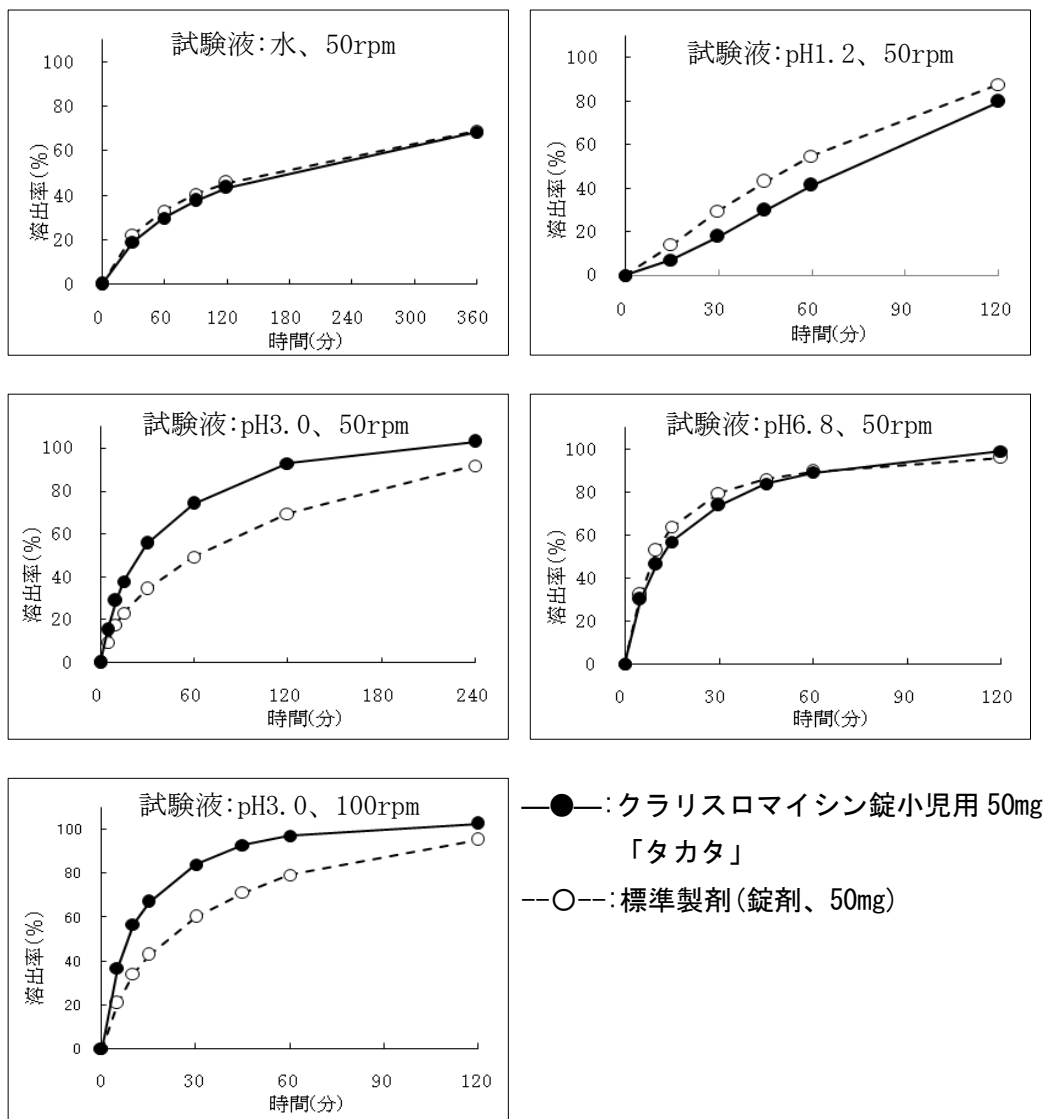 試験液:水、50rpm
100
80
60
40
20
0
溶出率(%)
0 60 120 180 240 300 360
時間(分)
試験液:pH1.2、50rpm
100
80
60
40
20
0
溶出率(%)
0 30 60 90 120
時間(分)
試験液:pH3.0、50rpm
100
80
60
40
20
0
溶出率(%)
0 60 120 180 240
時間(分)
試験液:pH6.8、50rpm
100
80
60
40
20
0
溶出率(%)
0 30 60 90 120
時間(分)
試験液:pH3.0、100rpm
100
80
60
40
20
0
溶出率(%)
0 30 60 90 120
時間(分)
—●—:クラリスロマイシン錠小児用 50mg
「タカタ」
--○--:標準製剤(錠剤、50mg)